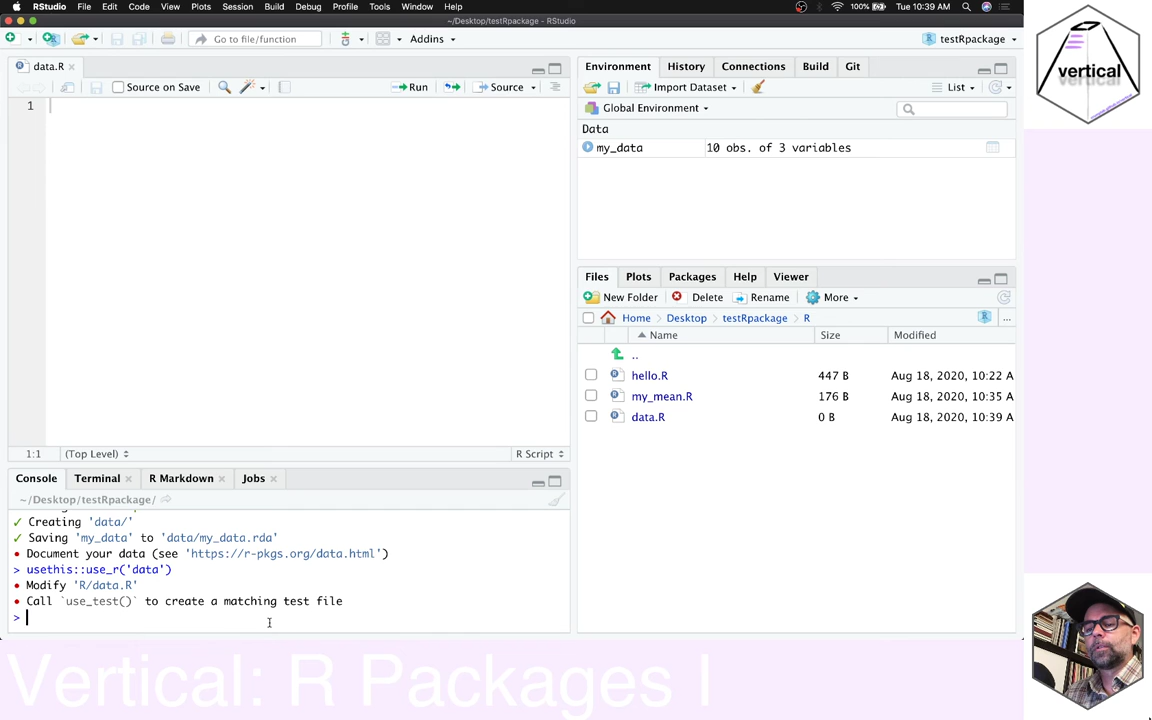 RStudio File Edit Code View Plots Session Build Debug Profile Tools Window Help 100% Tue 10:39 AM
~/Desktop/testRpackage - RStudio
Go to file/function Addins testRpackage
data.R
Source on Save Run Source
1
1:1 (Top Level) R Script
Console Terminal R Markdown Jobs
~/Desktop/testRpackage/
✓ Creating 'data/'
✓ Saving 'my_data' to 'data/my_data.rda'
• Document your data (see 'https://r-pkgs.org/data.html')
> usethis::use_r('data')
• Modify 'R/data.R'
• Call `use_test()` to create a matching test file
>
Environment History Connections Build Git
Import Dataset List
Global Environment
Data
my_data 10 obs. of 3 variables
Files Plots Packages Help Viewer
New Folder Delete Rename More
Home Desktop testRpackage R ...
Name Size Modified
..
hello.R 447 B Aug 18, 2020, 10:22 A
my_mean.R 176 B Aug 18, 2020, 10:35 A
data.R 0 B Aug 18, 2020, 10:39 A
vertical
Vertical: R Packages I